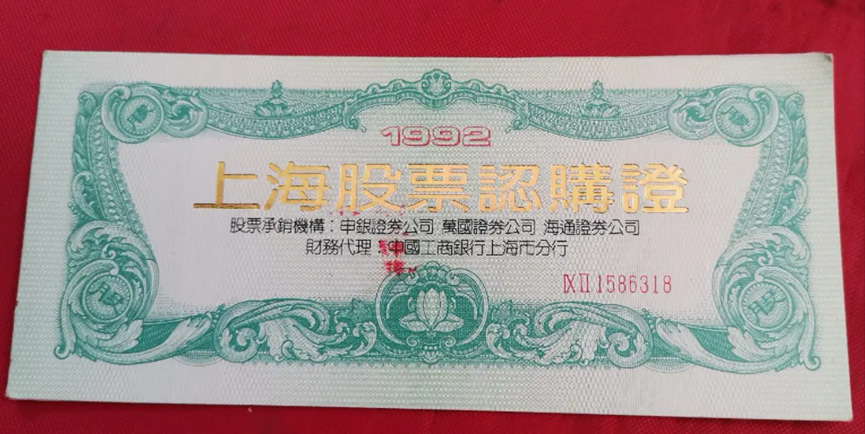 1992
上海股票認購證
股票承銷機構：申銀證券公司 萬國證券公司 海通證券公司
財務代理：中國工商銀行上海市分行
股
股